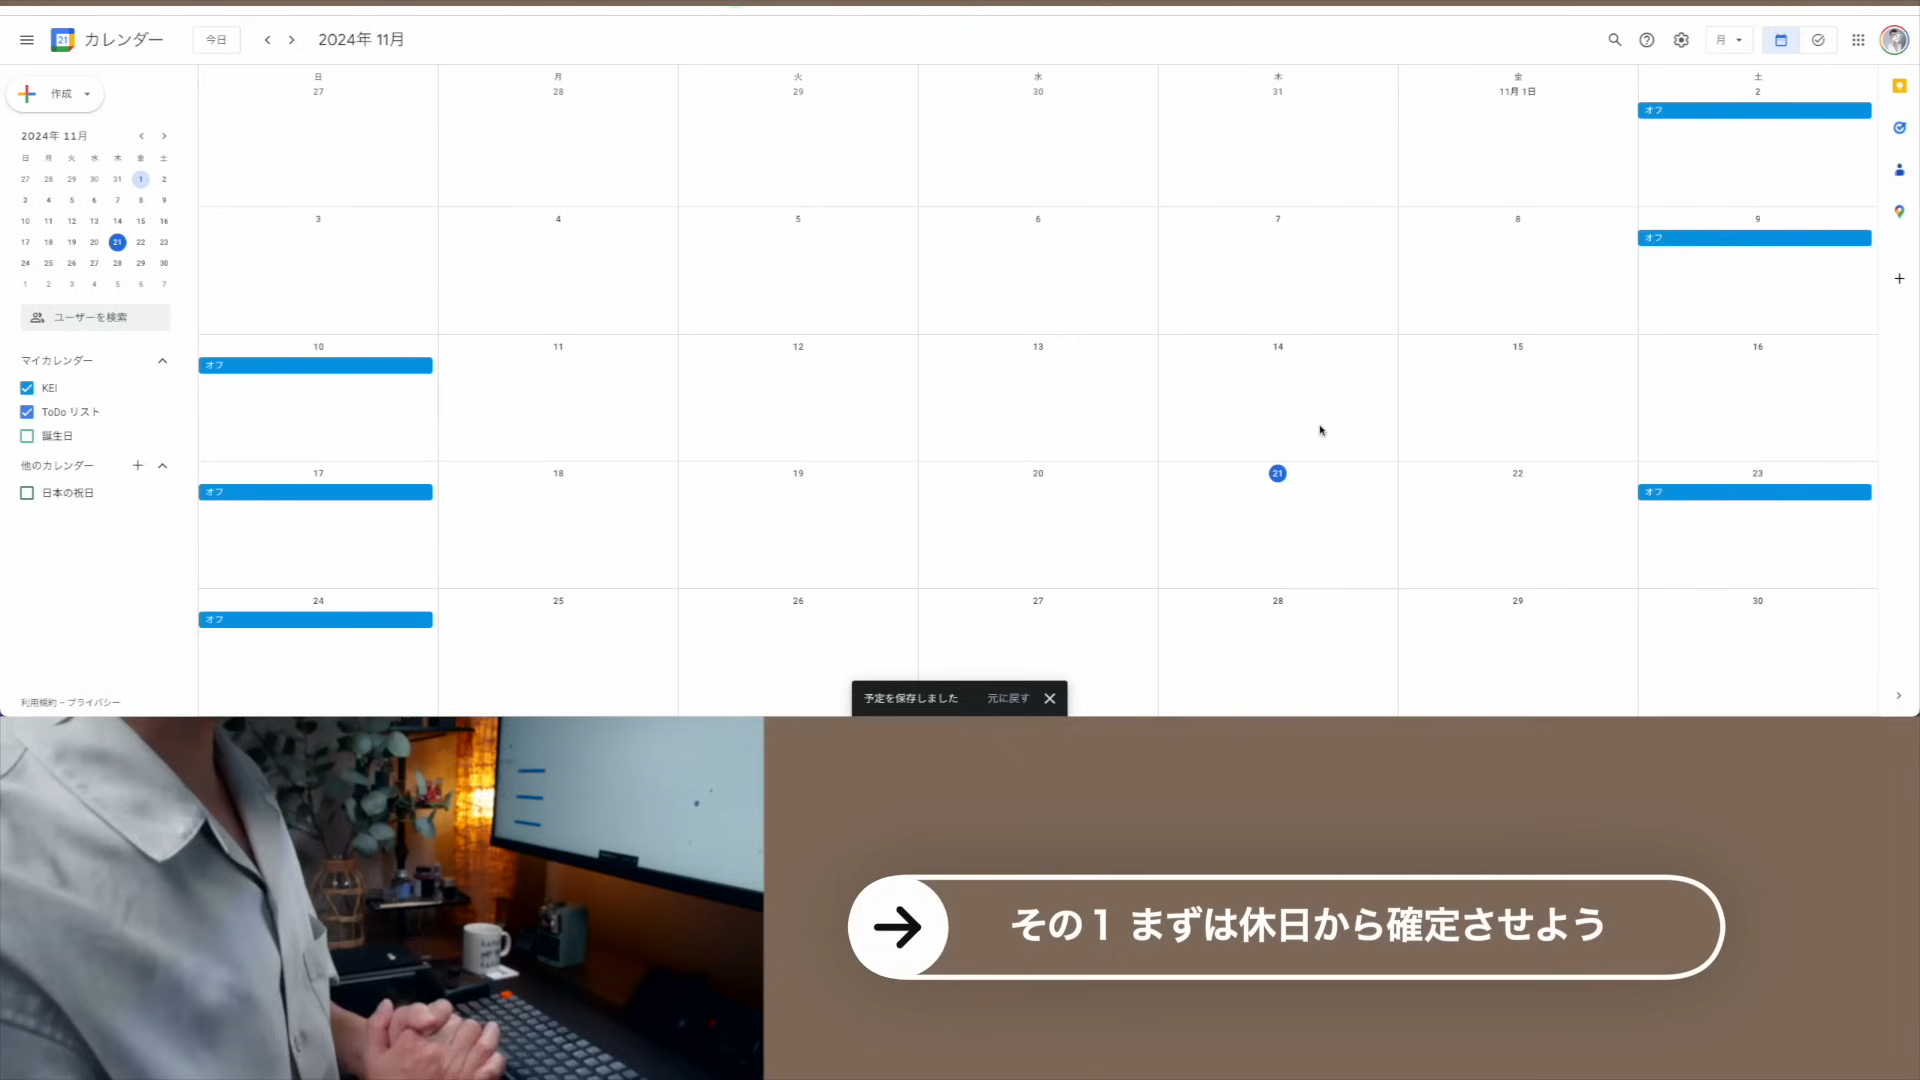 カレンダー
今日
2024年 11月
月
作成
2024年 11月
日 月 火 水 木 金 土
27 28 29 30 31 1 2
3 4 5 6 7 8 9
10 11 12 13 14 15 16
17 18 19 20 21 22 23
24 25 26 27 28 29 30
1 2 3 4 5 6 7
ユーザーを検索
マイカレンダー
KEI
ToDo リスト
誕生日
他のカレンダー
日本の祝日
利用規約 – プライバシー
日 月 火 水 木 金 土
27 28 29 30 31 11月 1日 2
オフ
3 4 5 6 7 8 9
オフ
10 11 12 13 14 15 16
オフ
17 18 19 20 21 22 23
オフ オフ
24 25 26 27 28 29 30
オフ
予定を保存しました 元に戻す
その1 まずは休日から確定させよう